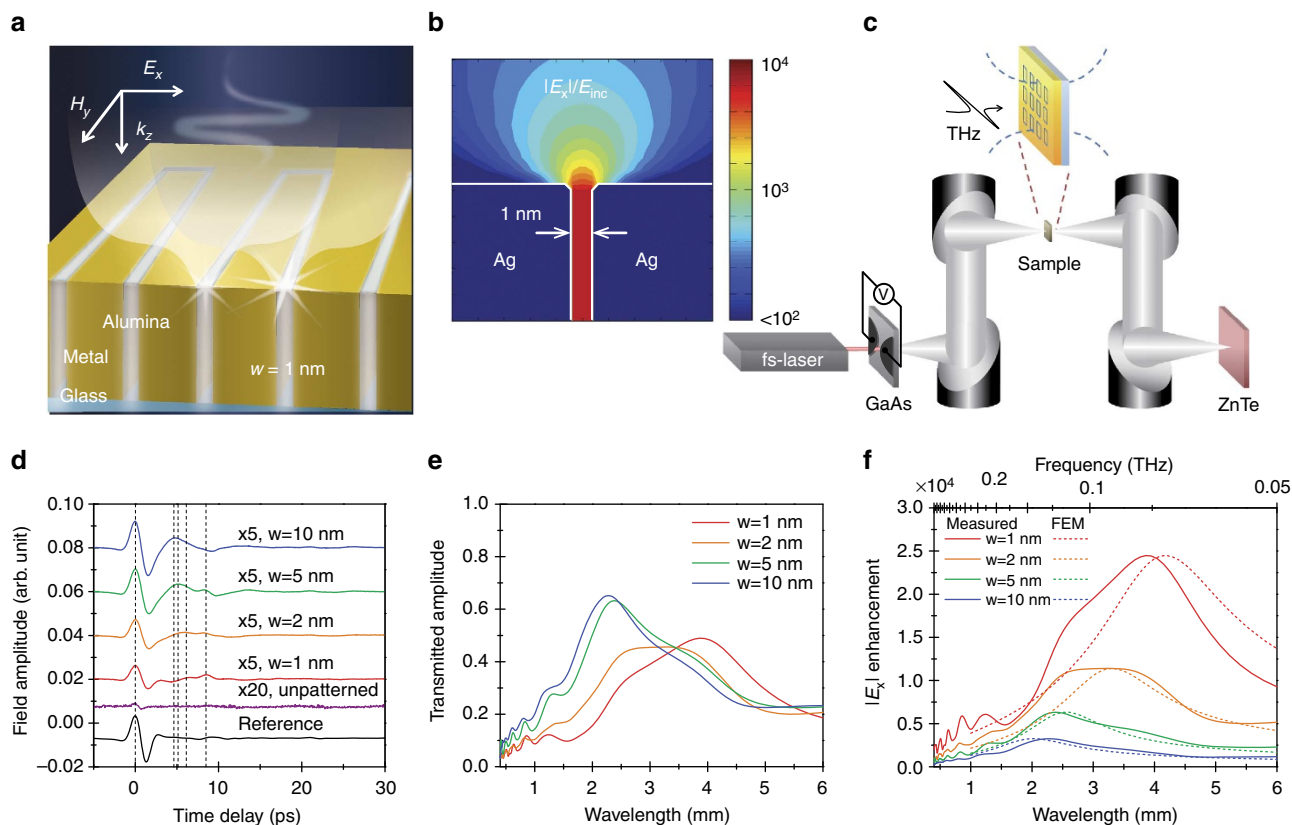 a
E_x
H_y
k_z
Alumina
Metal
w = 1 nm
Glass
b
|E_x|/E_inc
1 nm
Ag
Ag
10^4
10^3
<10^2
c
THz
Sample
V
fs-laser
GaAs
ZnTe
d
Field amplitude (arb. unit)
0.10
0.08
0.06
0.04
0.02
0.00
−0.02
x5, w=10 nm
x5, w=5 nm
x5, w=2 nm
x5, w=1 nm
x20, unpatterned
Reference
0
10
20
30
Time delay (ps)
e
Transmitted amplitude
1.0
0.8
0.6
0.4
0.2
0.0
w=1 nm
w=2 nm
w=5 nm
w=10 nm
1
2
3
4
5
6
Wavelength (mm)
f
Frequency (THz)
×10^4
0.2
0.1
0.05
|E_x| enhancement
3.0
2.5
2.0
1.5
1.0
0.5
0.0
Measured FEM
w=1 nm
w=2 nm
w=5 nm
w=10 nm
1
2
3
4
5
6
Wavelength (mm)